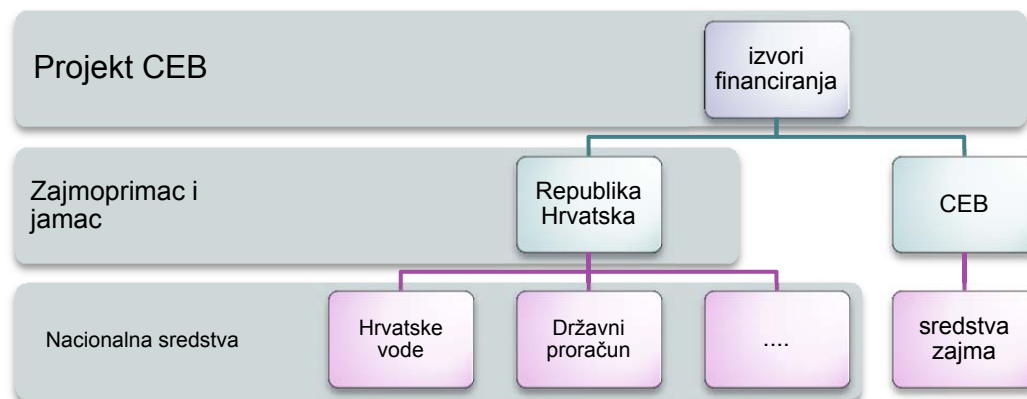 Projekt CEB
izvori
financiranja
Zajmoprimac i
jamac
Republika
Hrvatska
CEB
Nacionalna sredstva
Hrvatske
vode
Državni
proračun
....
sredstva
zajma